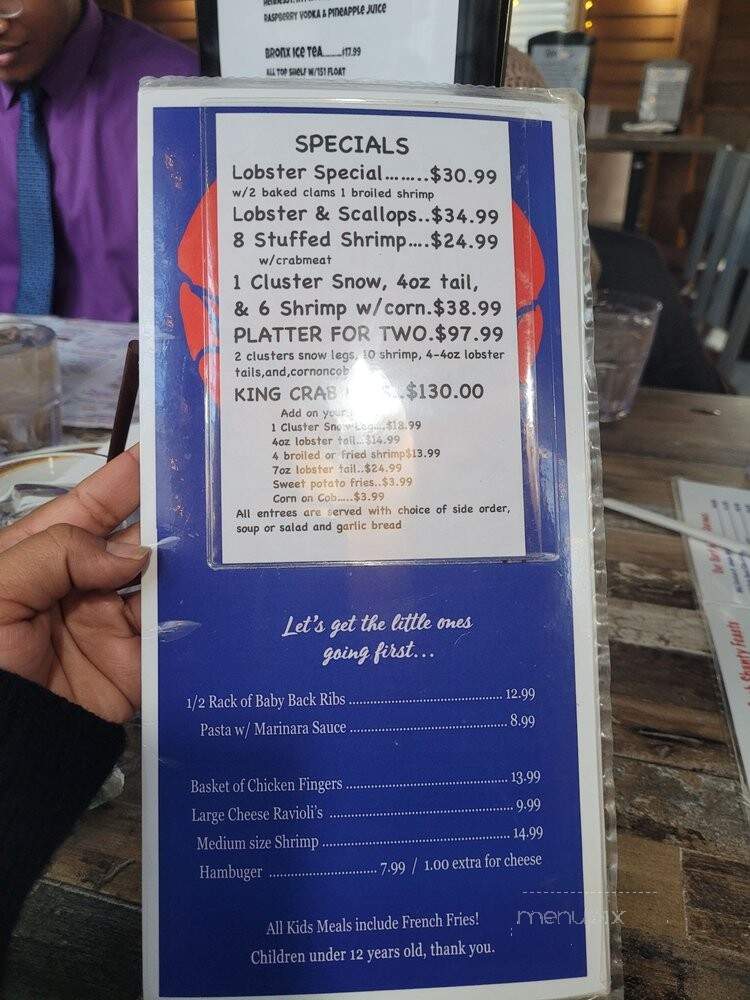 RASPBERRY VODKA & PINEAPPLE JUICE
BRONX ICE TEA........$17.99
ALL TOP SHELF W/151 FLOAT
SPECIALS
Lobster Special........$30.99
w/2 baked clams 1 broiled shrimp
Lobster & Scallops..$34.99
8 Stuffed Shrimp....$24.99
w/crabmeat
1 Cluster Snow, 4oz tail,
& 6 Shrimp w/corn.$38.99
PLATTER FOR TWO.$97.99
2 clusters snow legs, 10 shrimp, 4-4oz lobster
tails,and,cornoncob
KING CRAB ..$130.00
Add on your
1 Cluster Snow Leg...$18.99
4oz lobster tail...$14.99
4 broiled or fried shrimp$13.99
7oz lobster tail..$24.99
Sweet potato fries..$3.99
Corn on Cob.....$3.99
All entrees are served with choice of side order,
soup or salad and garlic bread
Let's get the little ones
going first...
1/2 Rack of Baby Back Ribs ........ 12.99
Pasta w/ Marinara Sauce ........ 8.99
Basket of Chicken Fingers ........ 13.99
Large Cheese Ravioli's ........ 9.99
Medium size Shrimp ........ 14.99
Hambuger ........ 7.99 / 1.00 extra for cheese
All Kids Meals include French Fries!
Children under 12 years old, thank you.
menupix
Shanty Feasts